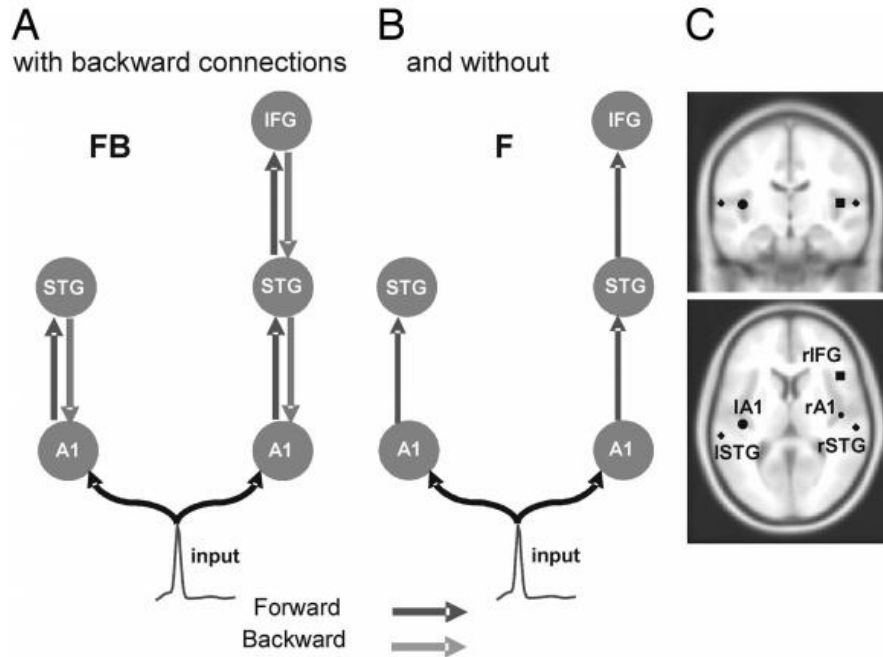 A
with backward connections
FB
IFG
STG
STG
A1
A1
input
B
and without
F
IFG
STG
STG
A1
A1
input
Forward
Backward
C
rIFG
lA1
rA1
lSTG
rSTG